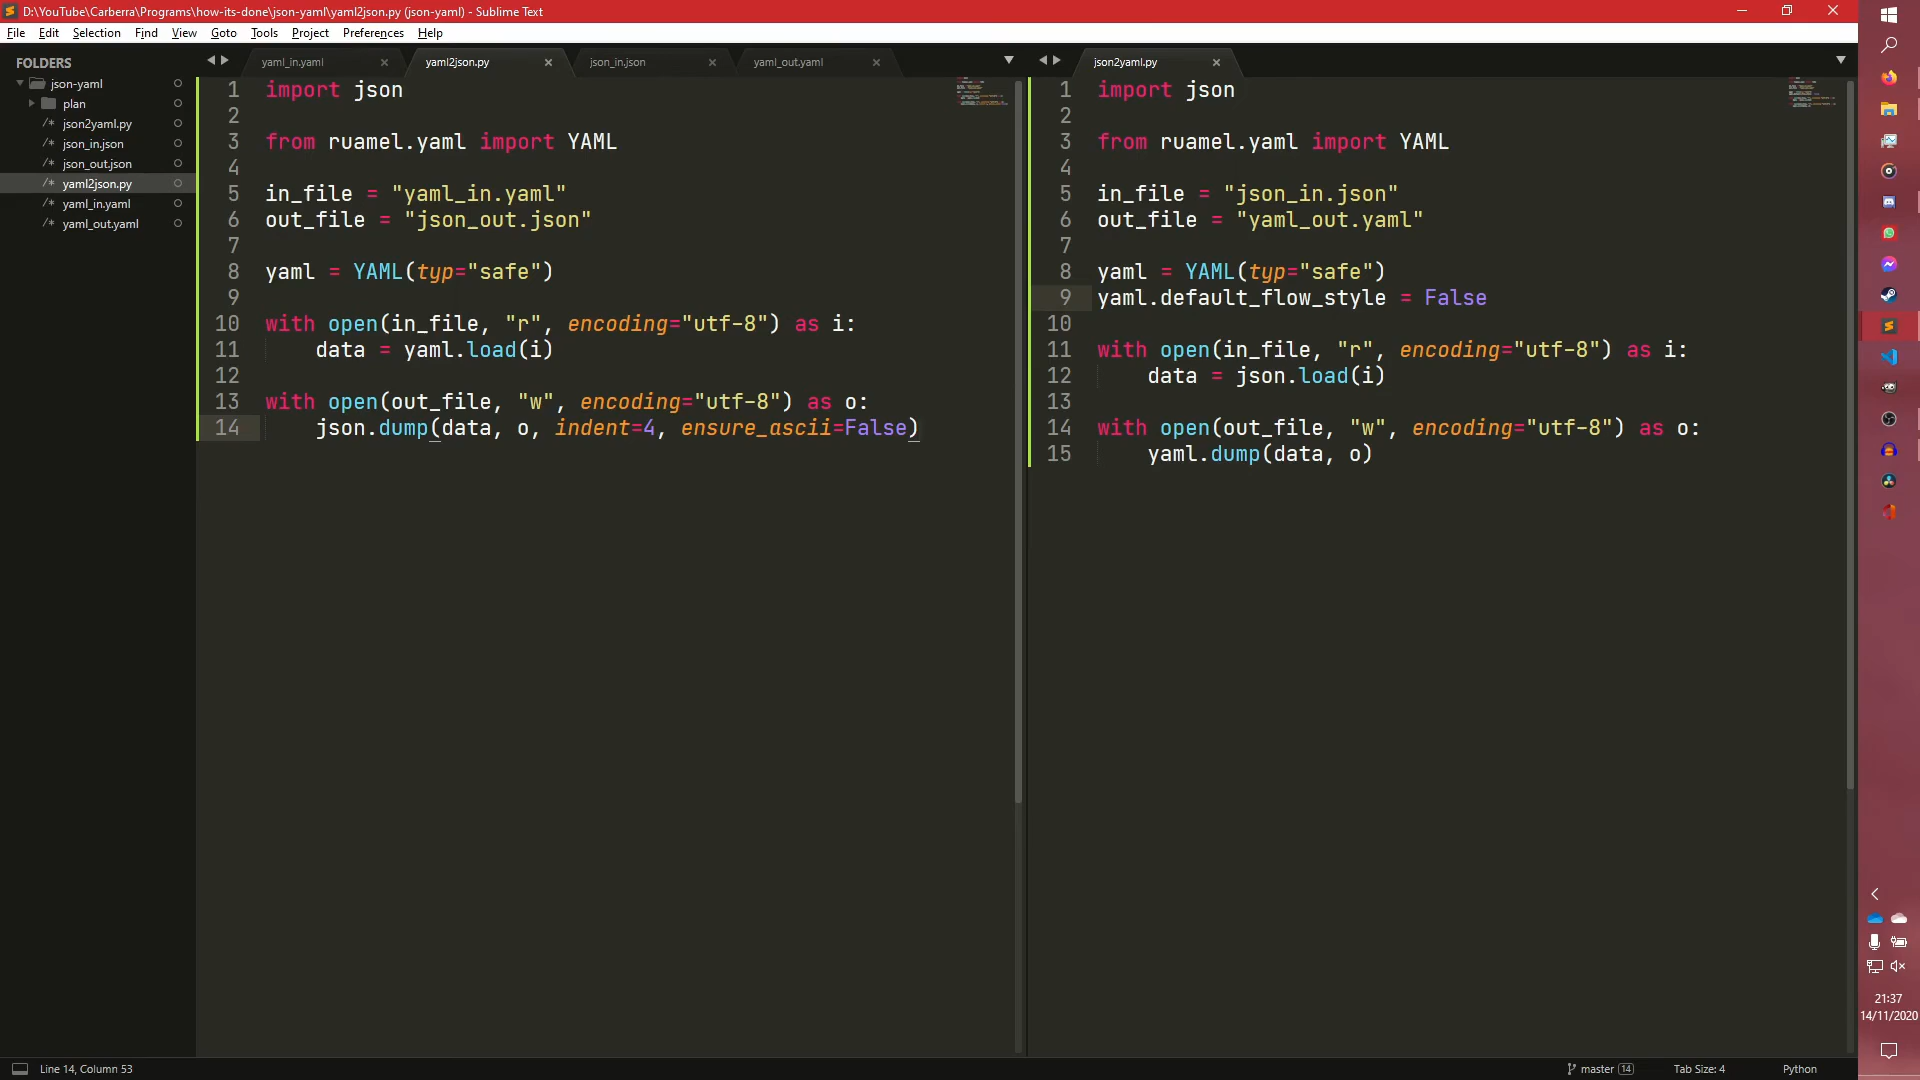 D:\YouTube\Carberra\Programs\how-its-done\json-yaml\yaml2json.py (json-yaml) - Sublime Text
File Edit Selection Find View Goto Tools Project Preferences Help
FOLDERS
json-yaml
plan
/* json2yaml.py
/* json_in.json
/* json_out.json
/* yaml2json.py
/* yaml_in.yaml
/* yaml_out.yaml
yaml_in.yaml yaml2json.py json_in.json yaml_out.yaml
1 import json
2
3 from ruamel.yaml import YAML
4
5 in_file = "yaml_in.yaml"
6 out_file = "json_out.json"
7
8 yaml = YAML(typ="safe")
9
10 with open(in_file, "r", encoding="utf-8") as i:
11 data = yaml.load(i)
12
13 with open(out_file, "w", encoding="utf-8") as o:
14 json.dump(data, o, indent=4, ensure_ascii=False)
json2yaml.py
1 import json
2
3 from ruamel.yaml import YAML
4
5 in_file = "json_in.json"
6 out_file = "yaml_out.yaml"
7
8 yaml = YAML(typ="safe")
9 yaml.default_flow_style = False
10
11 with open(in_file, "r", encoding="utf-8") as i:
12 data = json.load(i)
13
14 with open(out_file, "w", encoding="utf-8") as o:
15 yaml.dump(data, o)
21:37
14/11/2020
Line 14, Column 53
master 14
Tab Size: 4
Python